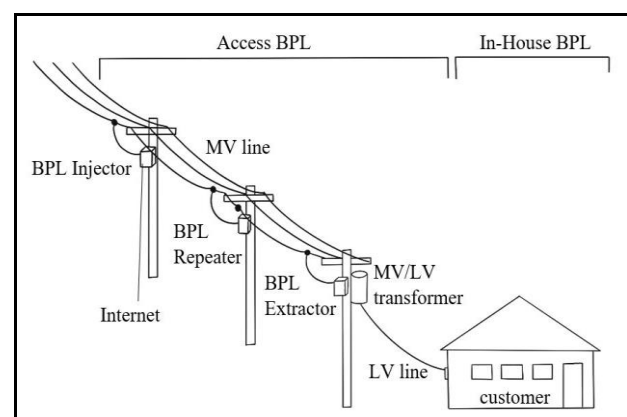 Access BPL
In-House BPL
MV line
BPL Injector
BPL
Repeater
MV/LV
transformer
BPL
Extractor
Internet
LV line
customer